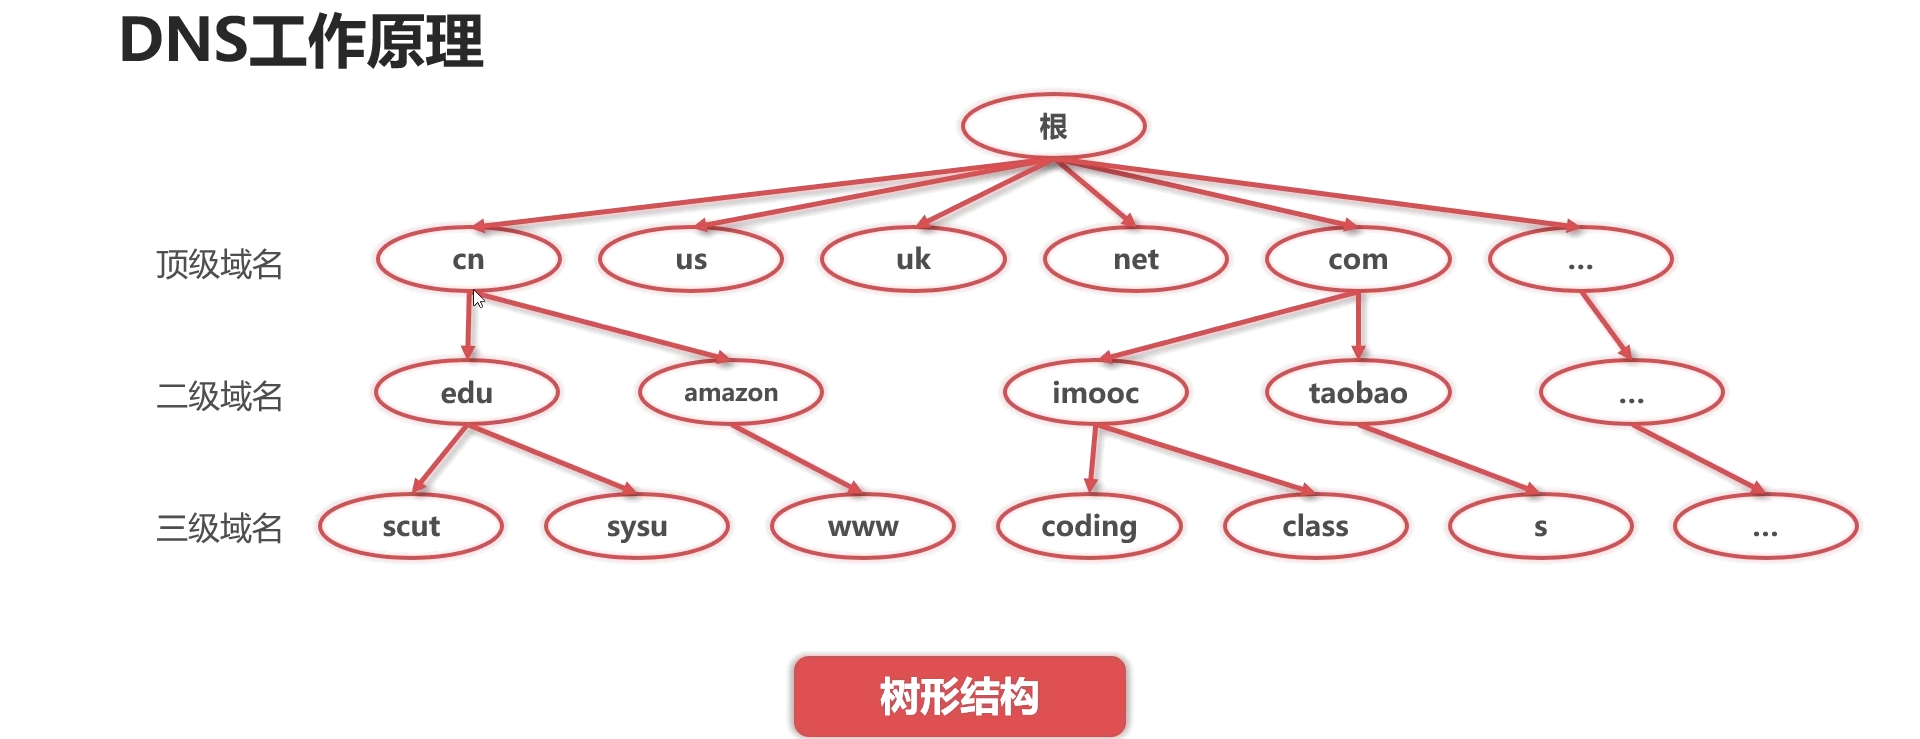 DNS工作原理
根
顶级域名 cn us uk net com ...
二级域名 edu amazon imooc taobao ...
三级域名 scut sysu www coding class s ...
树形结构